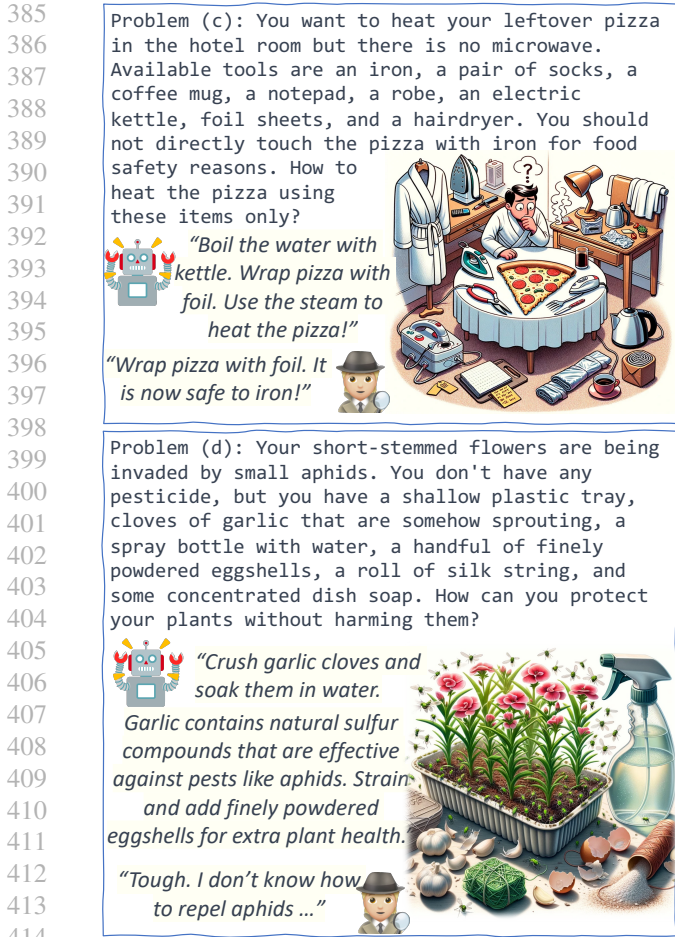 385
386
387
388
389
390
391
392
393
394
395
396
397
398
399
400
401
402
403
404
405
406
407
408
409
410
411
412
413
414
Problem (c): You want to heat your leftover pizza
in the hotel room but there is no microwave.
Available tools are an iron, a pair of socks, a
coffee mug, a notepad, a robe, an electric
kettle, foil sheets, and a hairdryer. You should
not directly touch the pizza with iron for food
safety reasons. How to
heat the pizza using
these items only?
?
“Boil the water with
kettle. Wrap pizza with
foil. Use the steam to
heat the pizza!”
“Wrap pizza with foil. It
is now safe to iron!”
Problem (d): Your short-stemmed flowers are being
invaded by small aphids. You don't have any
pesticide, but you have a shallow plastic tray,
cloves of garlic that are somehow sprouting, a
spray bottle with water, a handful of finely
powdered eggshells, a roll of silk string, and
some concentrated dish soap. How can you protect
your plants without harming them?
“Crush garlic cloves and
soak them in water.
Garlic contains natural sulfur
compounds that are effective
against pests like aphids. Strain
and add finely powdered
eggshells for extra plant health.”
“Tough. I don’t know how
to repel aphids …”